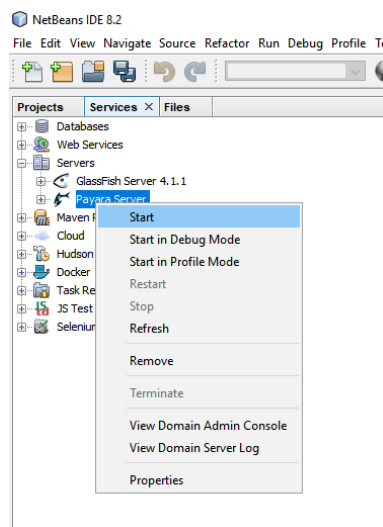 NetBeans IDE 8.2
File Edit View Navigate Source Refactor Run Debug Profile
Projects Services × Files
Databases
Web Services
Servers
GlassFish Server 4.1.1
Payara Server
Maven
Cloud
Hudson
Docker
Task Re
JS Test
Seleniu
Start
Start in Debug Mode
Start in Profile Mode
Restart
Stop
Refresh
Remove
Terminate
View Domain Admin Console
View Domain Server Log
Properties